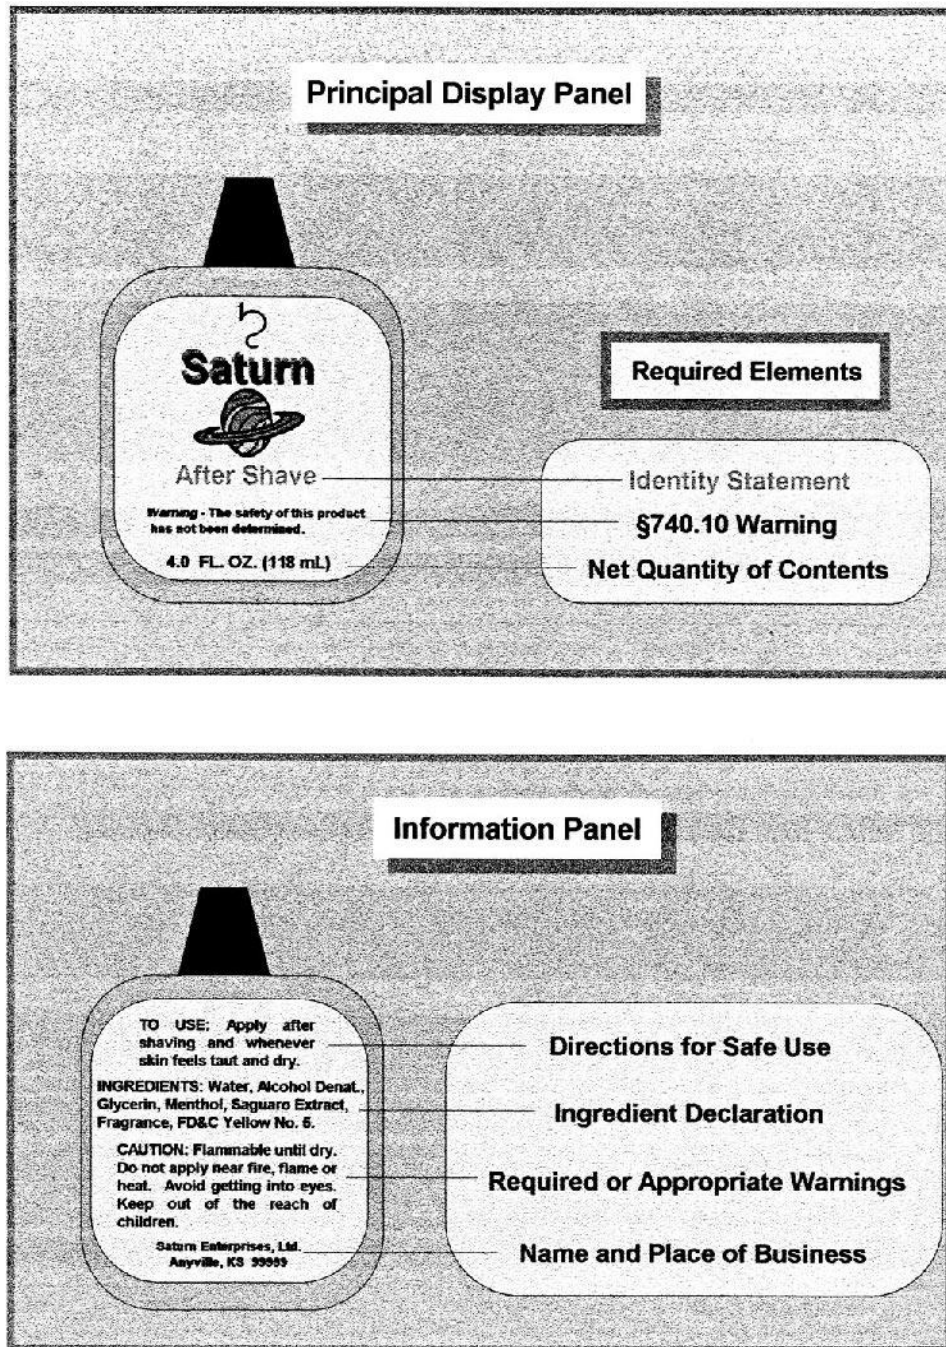 Principal Display Panel
Saturn
After Shave
Warning - The safety of this product
has not been determined.
4.0 FL. OZ. (118 mL)
Required Elements
Identity Statement
§740.10 Warning
Net Quantity of Contents
Information Panel
TO USE: Apply after
shaving and whenever
skin feels taut and dry.
INGREDIENTS: Water, Alcohol Denat.,
Glycerin, Menthol, Saguaro Extract,
Fragrance, FD&C Yellow No. 5.
CAUTION: Flammable until dry.
Do not apply near fire, flame or
heat. Avoid getting into eyes.
Keep out of the reach of
children.
Saturn Enterprises, Ltd.
Anyville, KS 99999
Directions for Safe Use
Ingredient Declaration
Required or Appropriate Warnings
Name and Place of Business